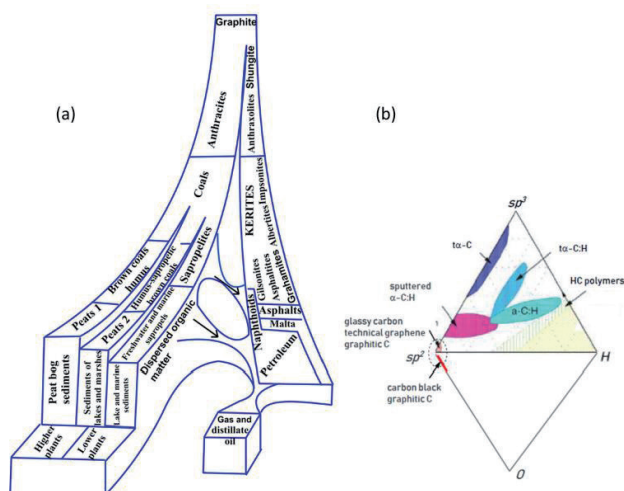 (a)
Graphite
Shungite
Anthracites
Anthraxolites
Coals
KERITES
Impsonites
Albertites
Brown coals
humus
Humus-sapropelic
brown coals
Sapropelites
Gilsonites
Asphaltites
Grahamites
Peats 1
Peats 2
Freshwater and marine
sapropels
Dispersed organic
matter
Naphthoids
Asphalts
Malta
Petroleum
Peat bog
sediments
Sediments of
lakes and marshes
Lake and marine
sediments
Higher
plants
Lower
plants
Gas and
distillate
oil
(b)
sp³
tα-C
tα-C:H
HC polymers
sputtered
α-C:H
a-C:H
glassy carbon
technical graphene
graphitic C
sp²
H
carbon black
graphitic C
O